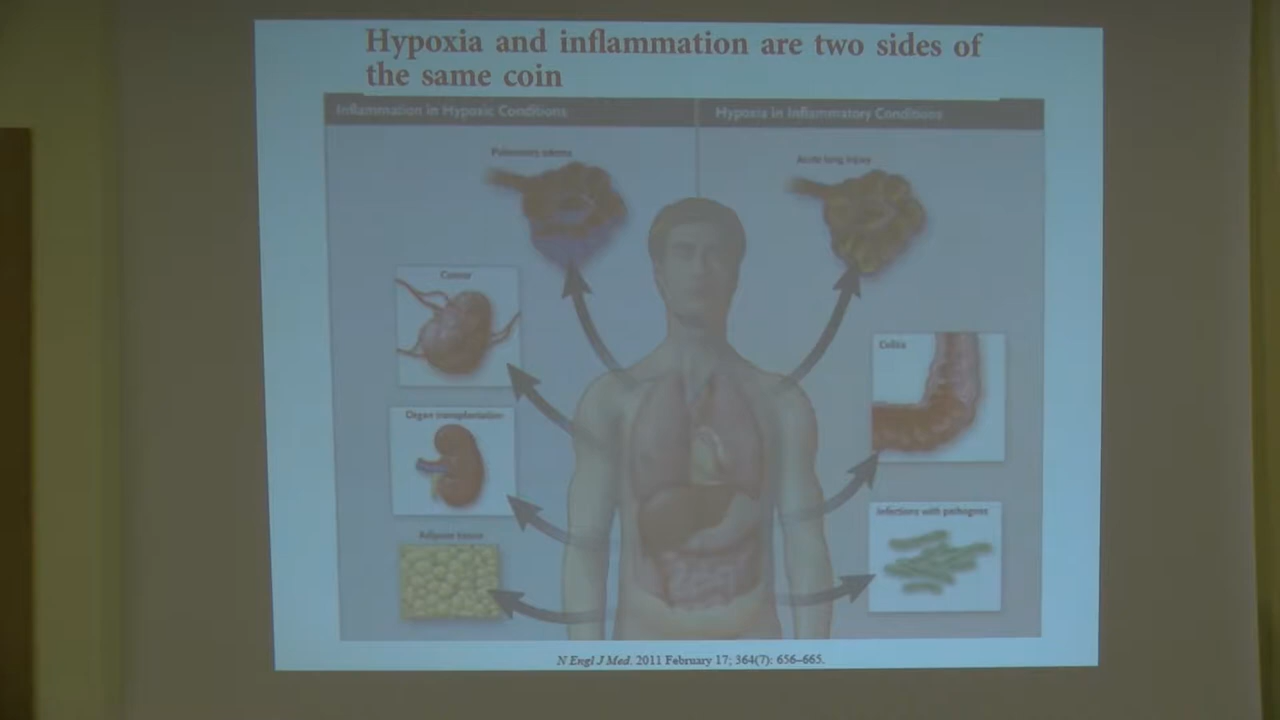 Hypoxia and inflammation are two sides of
the same coin
Inflammation in Hypoxic Conditions
Hypoxia in Inflammatory Conditions
Pulmonary edema
Acute lung injury
Cancer
Colitis
Organ transplantation
Infections with pathogens
Adipose tissue
N Engl J Med. 2011 February 17; 364(7): 656–665.